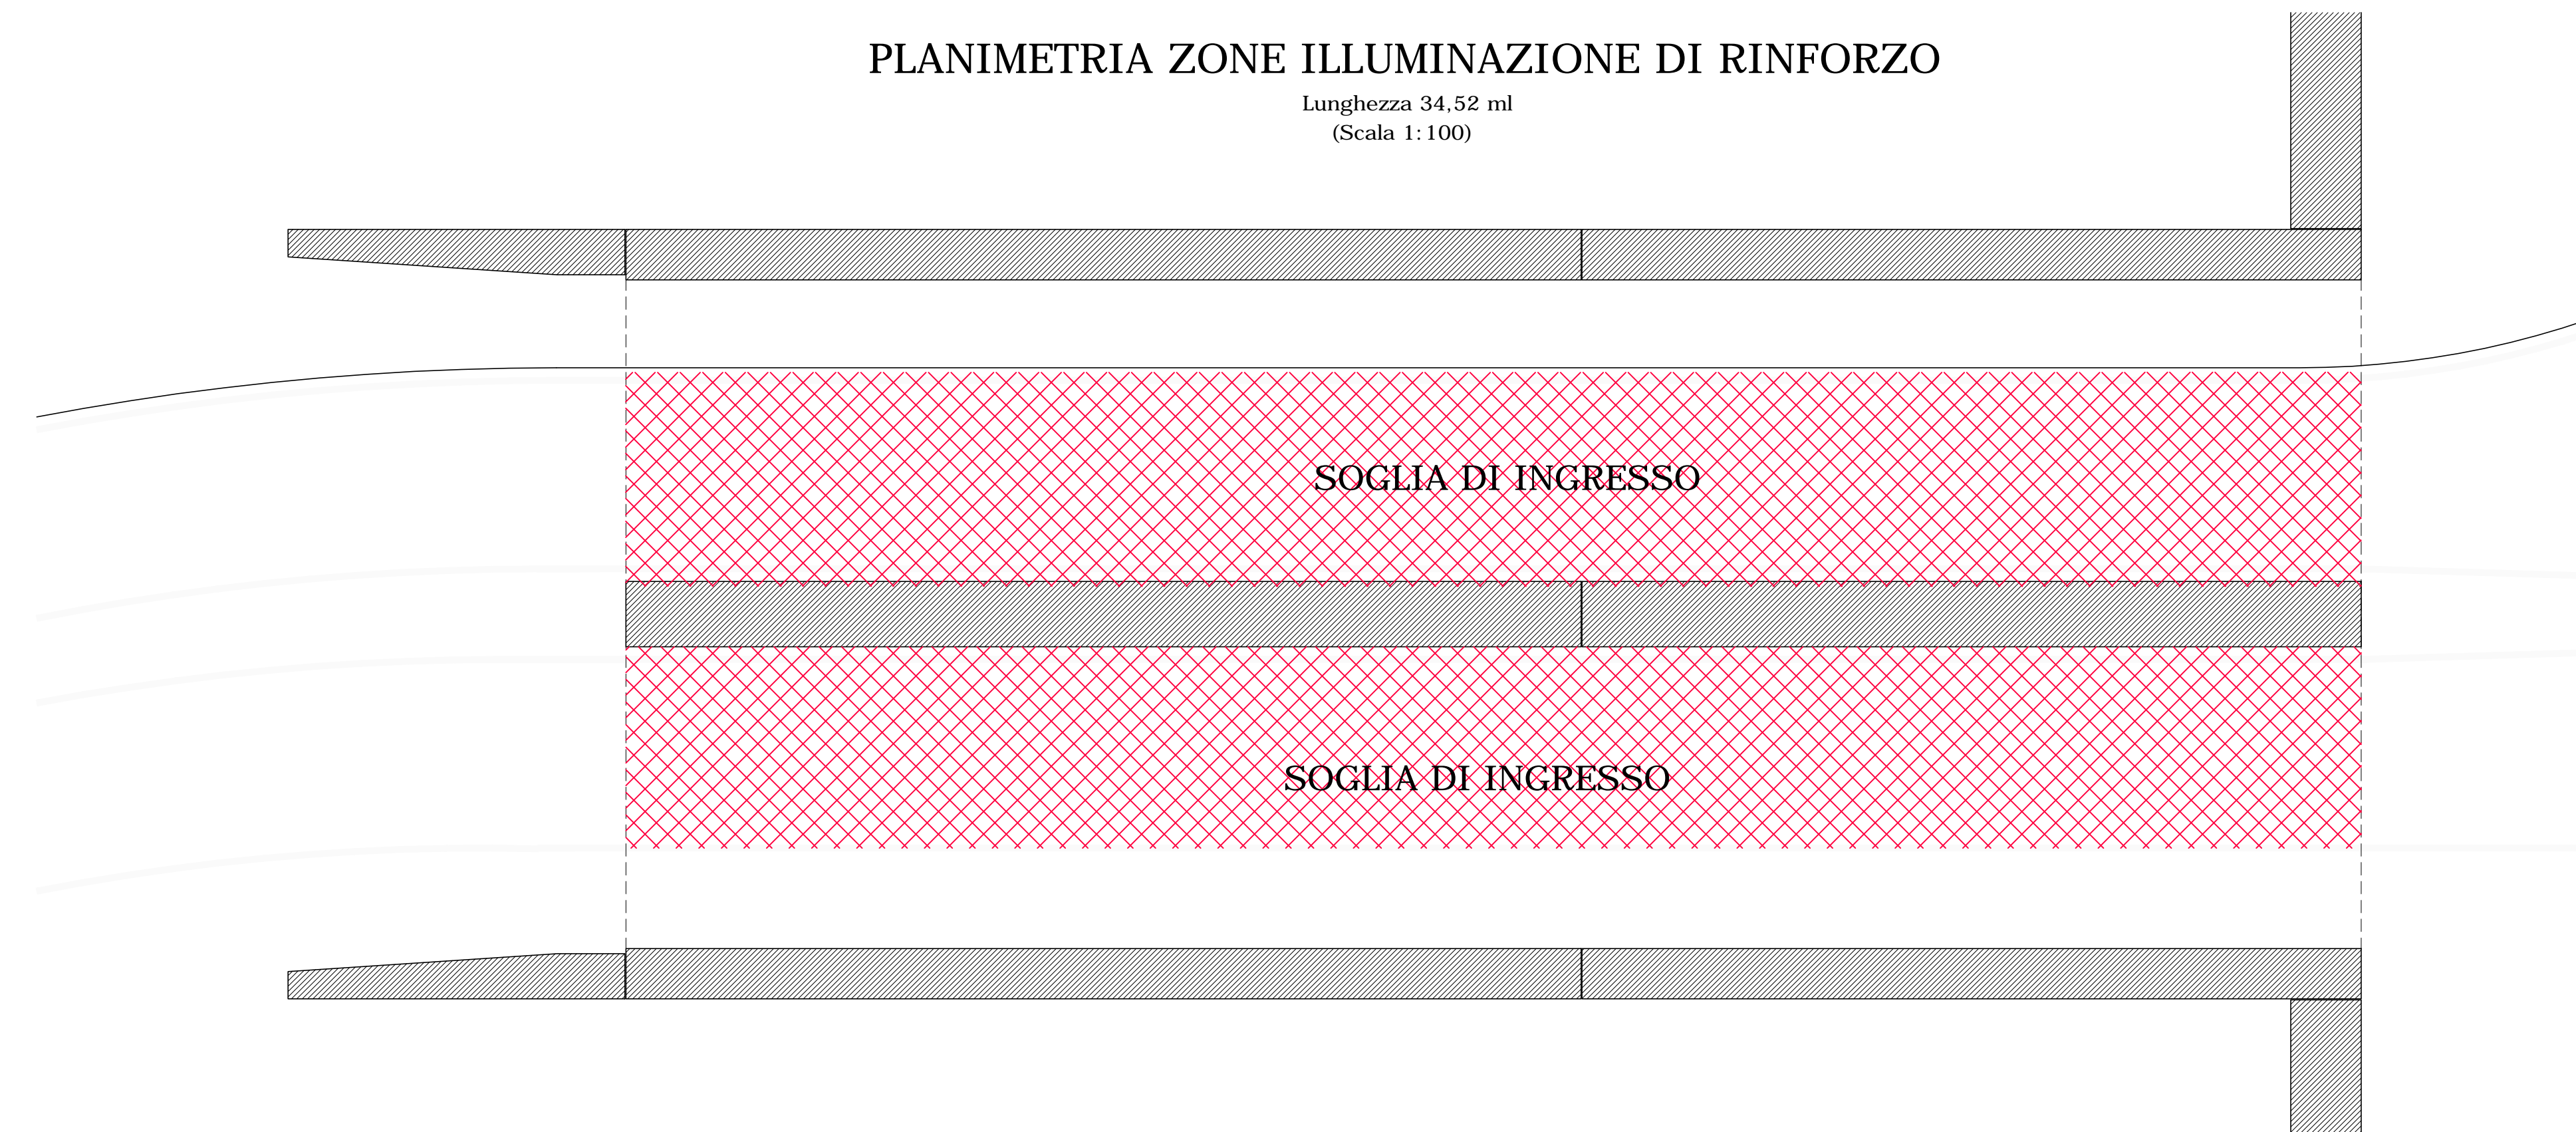 PLANIMETRIA ZONE ILLUMINAZIONE DI RINFORZO
Lunghezza 34,52 ml
(Scala 1:100)
SOGLIA DI INGRESSO
SOGLIA DI INGRESSO